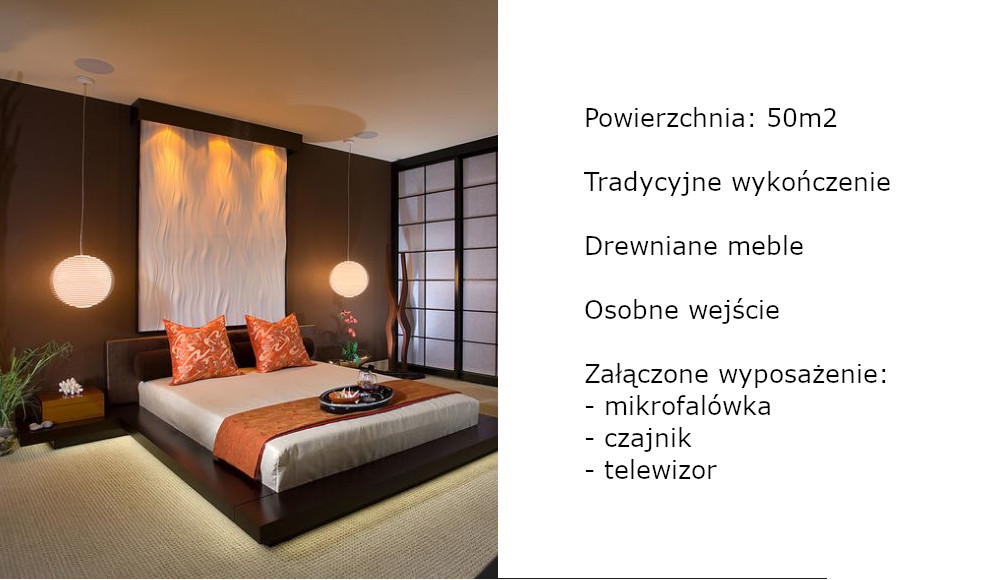 Powierzchnia: 50m2
Tradycyjne wykończenie
Drewniane meble
Osobne wejście
Załączone wyposażenie:
- mikrofalówka
- czajnik
- telewizor